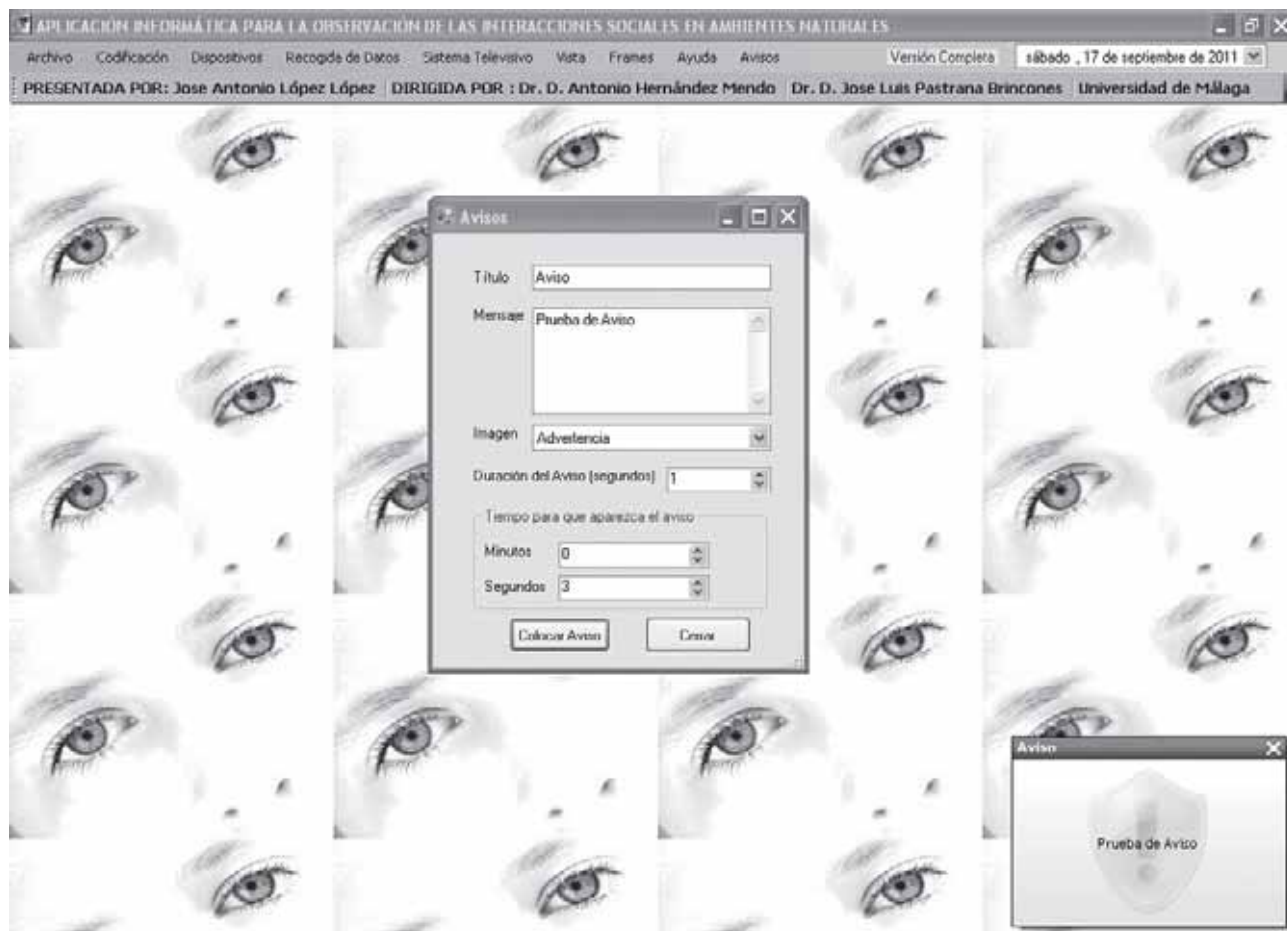 APLICACIÓN INFORMÁTICA PARA LA OBSERVACIÓN DE LAS INTERACCIONES SOCIALES EN AMBIENTES NATURALES
Archivo Codificación Dispositivos Recogida de Datos Sistema Televisivo Vista Frames Ayuda Avisos Versión Completa sábado , 17 de septiembre de 2011
PRESENTADA POR: Jose Antonio López López DIRIGIDA POR : Dr. D. Antonio Hernández Mendo Dr. D. Jose Luis Pastrana Brincones Universidad de Málaga
Avisos
Título Aviso
Mensaje Prueba de Aviso
Imagen Advertencia
Duración del Aviso (segundos) 1
Tiempo para que aparezca el aviso
Minutos 0
Segundos 3
Colocar Aviso Cerrar
Aviso
Prueba de Aviso